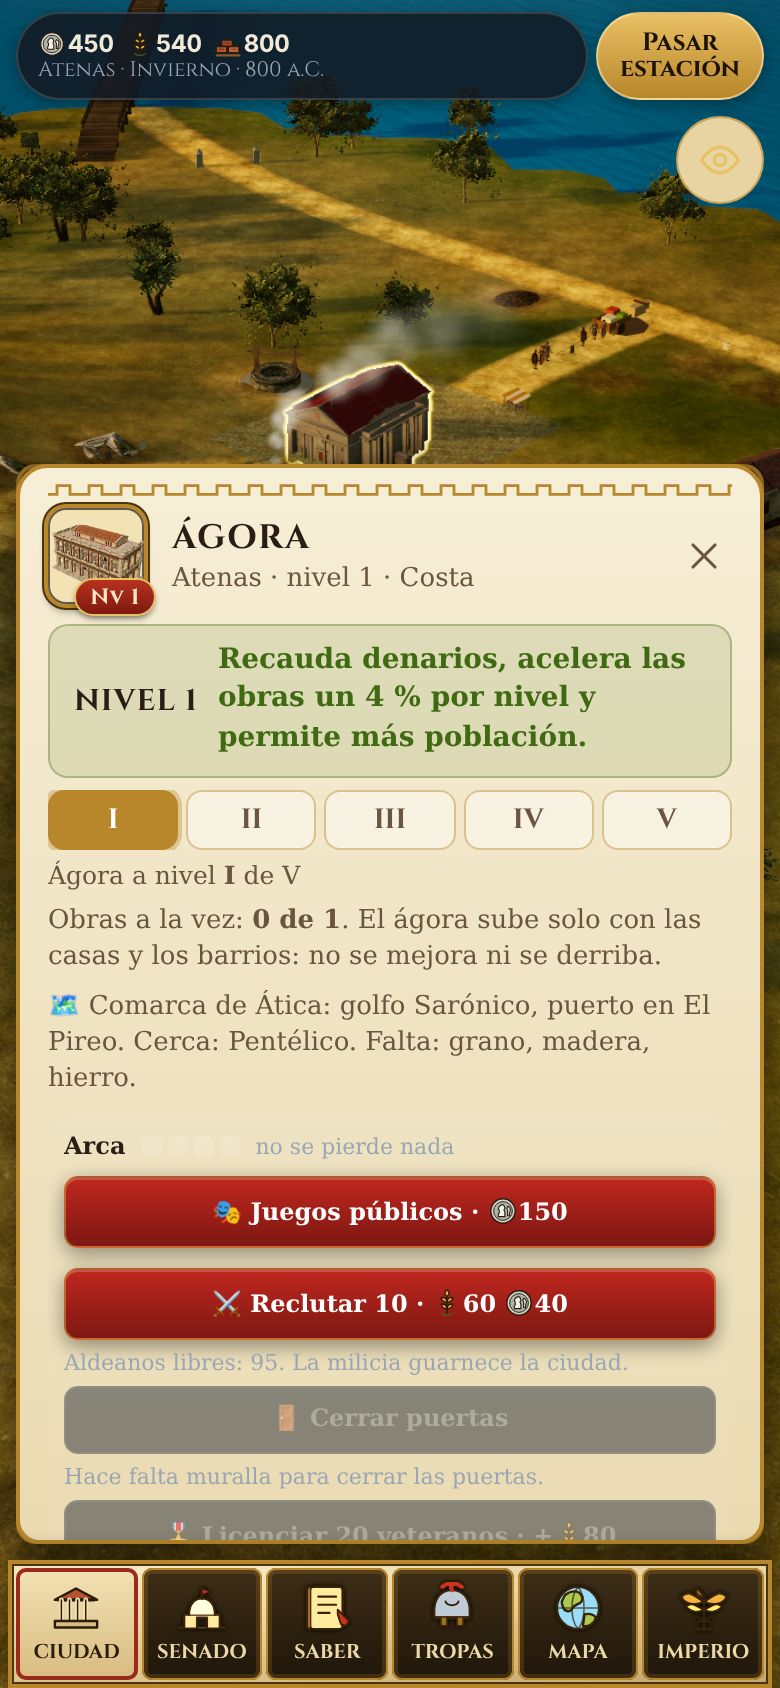 450 540 800
Atenas · Invierno · 800 a.C.
Pasar
estación
ÁGORA
Atenas · nivel 1 · Costa
Nv 1
NIVEL 1
Recauda denarios, acelera las
obras un 4 % por nivel y
permite más población.
I II III IV V
Ágora a nivel I de V
Obras a la vez: 0 de 1. El ágora sube solo con las
casas y los barrios: no se mejora ni se derriba.
Comarca de Ática: golfo Sarónico, puerto en El
Pireo. Cerca: Pentélico. Falta: grano, madera,
hierro.
Arca no se pierde nada
Juegos públicos · 150
Reclutar 10 · 60 40
Aldeanos libres: 95. La milicia guarnece la ciudad.
Cerrar puertas
Hace falta muralla para cerrar las puertas.
Licenciar 20 veteranos · + 80
CIUDAD SENADO SABER TROPAS MAPA IMPERIO